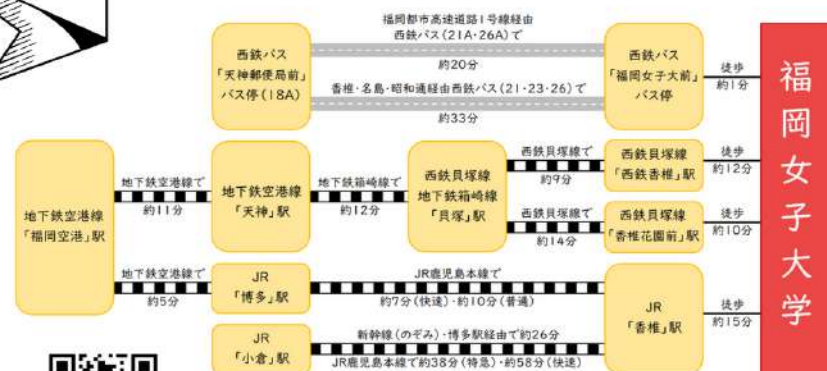 福岡都市高速道路1号線経由
西鉄バス(21A・26A)で
約20分
西鉄バス
「天神郵便局前」
バス停(18A)
香椎・名島・昭和通経由西鉄バス(21・23・26)で
約33分
西鉄バス
「福岡女子大前」
バス停
徒歩
約1分
地下鉄空港線
「福岡空港」駅
地下鉄空港線で
約11分
地下鉄空港線
「天神」駅
地下鉄箱崎線で
約12分
西鉄貝塚線
地下鉄箱崎線
「貝塚」駅
西鉄貝塚線で
約9分
西鉄貝塚線
「西鉄香椎」駅
徒歩
約12分
西鉄貝塚線で
約14分
西鉄貝塚線
「香椎花園前」駅
徒歩
約10分
地下鉄空港線で
約5分
JR
「博多」駅
JR鹿児島本線で
約7分(快速)・約10分(普通)
JR
「小倉」駅
新幹線(のぞみ)・博多駅経由で約26分
JR鹿児島本線で約38分(特急)・約58分(快速)
JR
「香椎」駅
徒歩
約15分
福岡女子大学